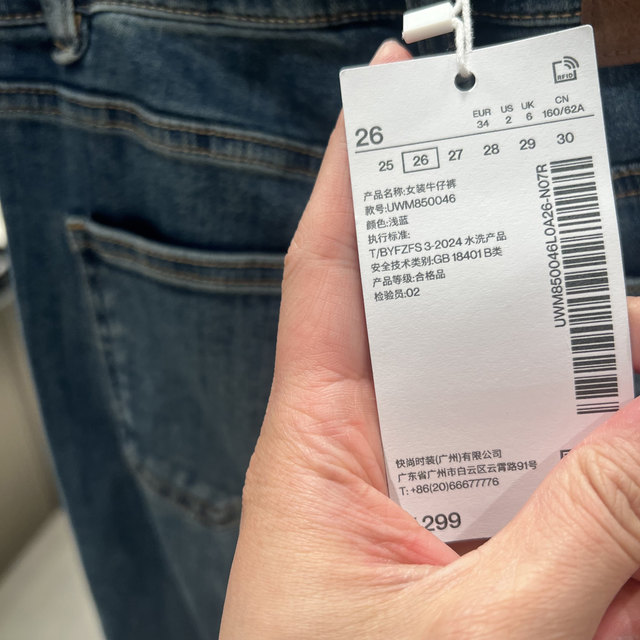 RFID
26
EUR US UK CN
34 2 6 160/62A
25 26 27 28 29 30
产品名称:女装牛仔裤
款号:UWM850046
颜色:浅蓝
执行标准:
T/BYFZFS 3-2024 水洗产品
安全技术类别:GB 18401 B类
产品等级:合格品
检验员:02
UWM850046L0A26-N07R
快尚时装(广州)有限公司
广东省广州市白云区云霄路91号
T: +86(20)66677776
299